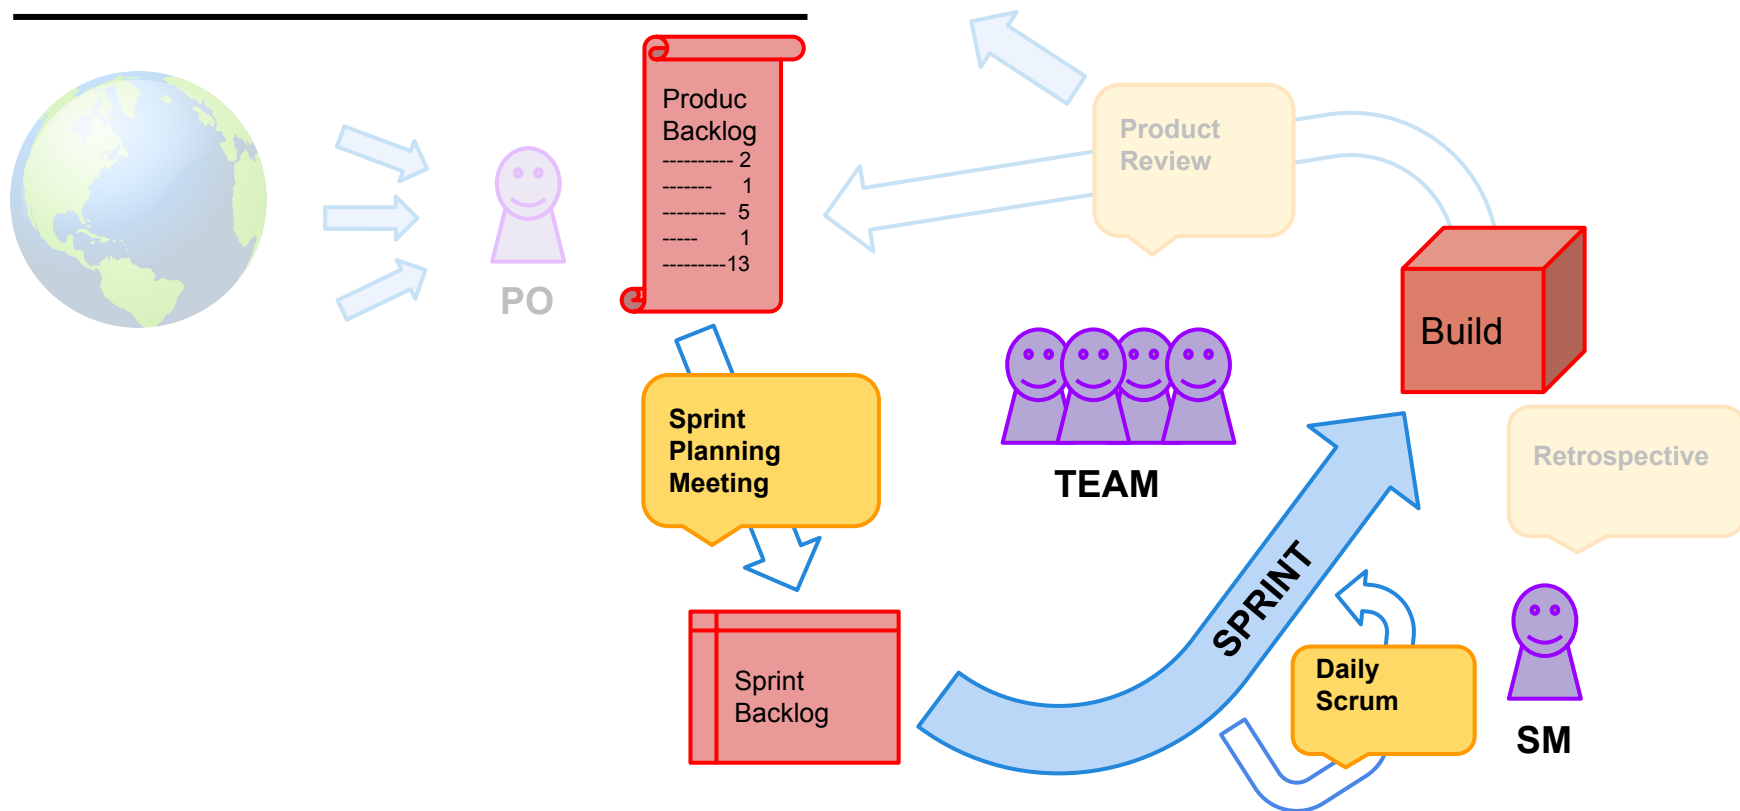 Produc
Backlog
---------- 2
------- 1
--------- 5
----- 1
---------13
PO
Product
Review
Build
Sprint
Planning
Meeting
TEAM
Retrospective
SPRINT
Sprint
Backlog
Daily
Scrum
SM